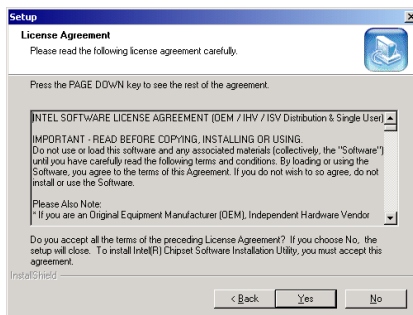 Setup
License Agreement
Please read the following license agreement carefully.
Press the PAGE DOWN key to see the rest of the agreement.
INTEL SOFTWARE LICENSE AGREEMENT (OEM / IHV / ISV Distribution & Single User)
IMPORTANT - READ BEFORE COPYING, INSTALLING OR USING.
Do not use or load this software and any associated materials (collectively, the "Software")
until you have carefully read the following terms and conditions. By loading or using the
Software, you agree to the terms of this Agreement. If you do not wish to so agree, do not
install or use the Software.
Please Also Note:
* If you are an Original Equipment Manufacturer (OEM), Independent Hardware Vendor
Do you accept all the terms of the preceding License Agreement? If you choose No, the
setup will close. To install Intel(R) Chipset Software Installation Utility, you must accept this
agreement.
InstallShield
< Back Yes No